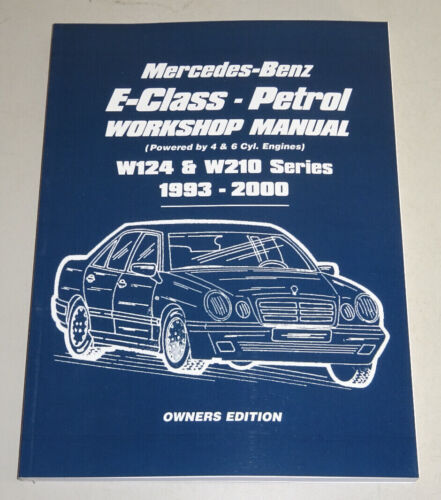 Mercedes-Benz
E-Class - Petrol
WORKSHOP MANUAL
(Powered by 4 & 6 Cyl. Engines)
W124 & W210 Series
1993 - 2000
OWNERS EDITION